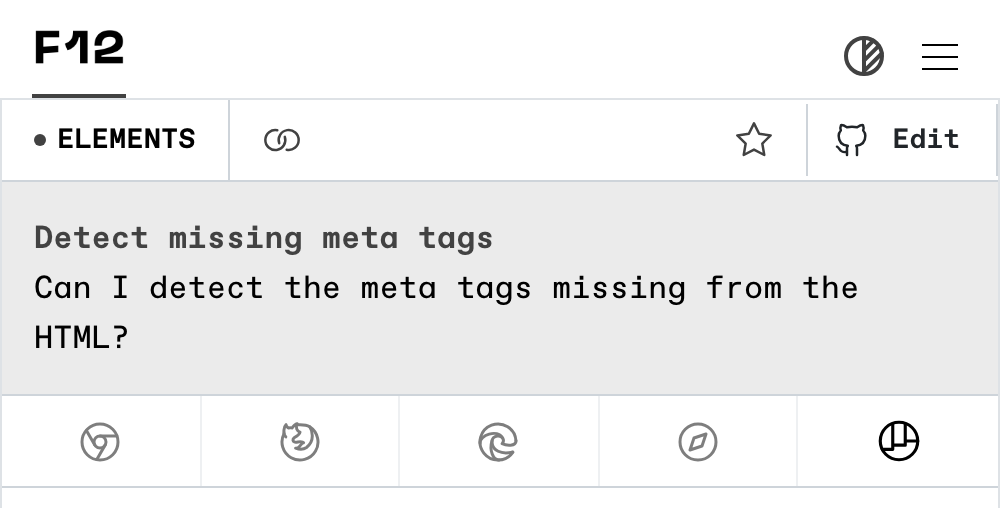 F12
ELEMENTS
Edit
Detect missing meta tags
Can I detect the meta tags missing from the
HTML?